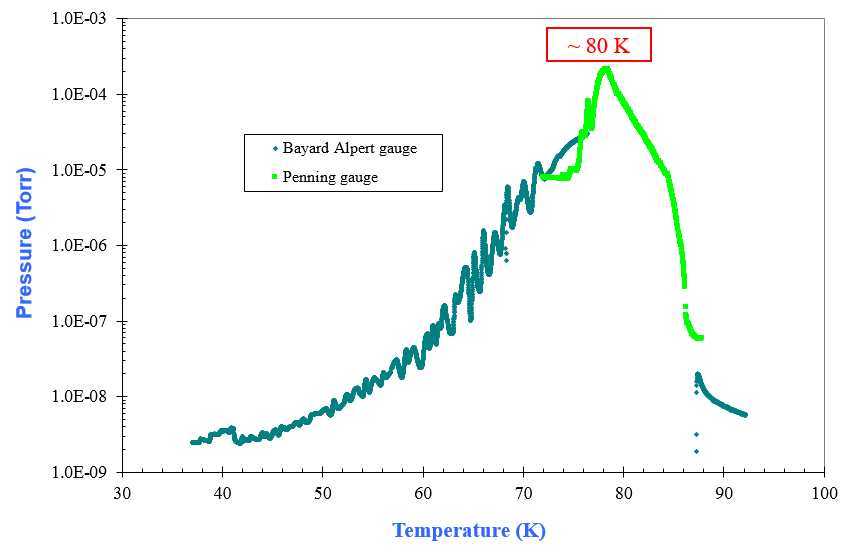 1.0E-03
~ 80 K
1.0E-04
Bayard Alpert gauge
Penning gauge
1.0E-05
1.0E-06
1.0E-07
1.0E-08
1.0E-09
Pressure (Torr)
30 40 50 60 70 80 90 100
Temperature (K)